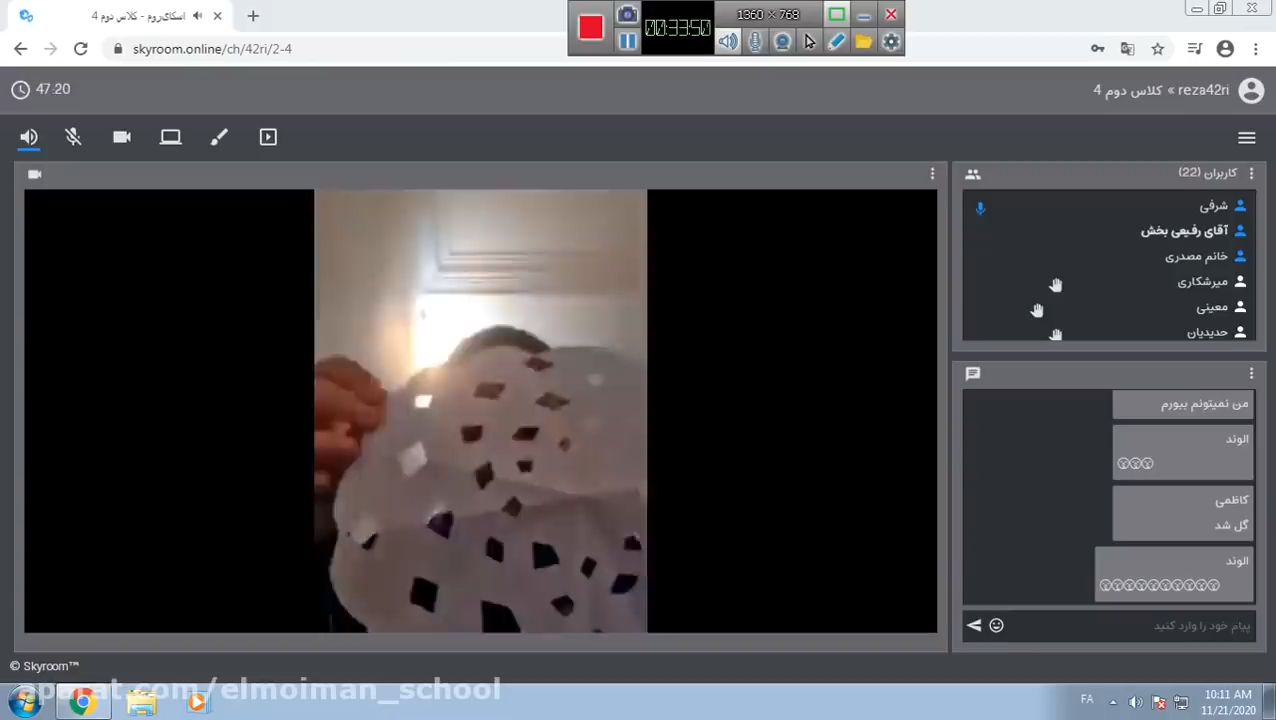 اسکای‌روم - کلاس دوم 4
1360 × 768
00:33:50
skyroom.online/ch/42ri/2-4
47:20
reza42ri » کلاس دوم 4
کاربران (22)
شرفی
آقای رفیعی بخش
خانم مصدری
میرشکاری
معینی
حدیدیان
من نمیتونم ببورم
الوند
کاظمی
گل شد
الوند
پیام خود را وارد کنید
© Skyroom™
aparat.com/elmoiman_school
FA
10:11 AM
11/21/2020